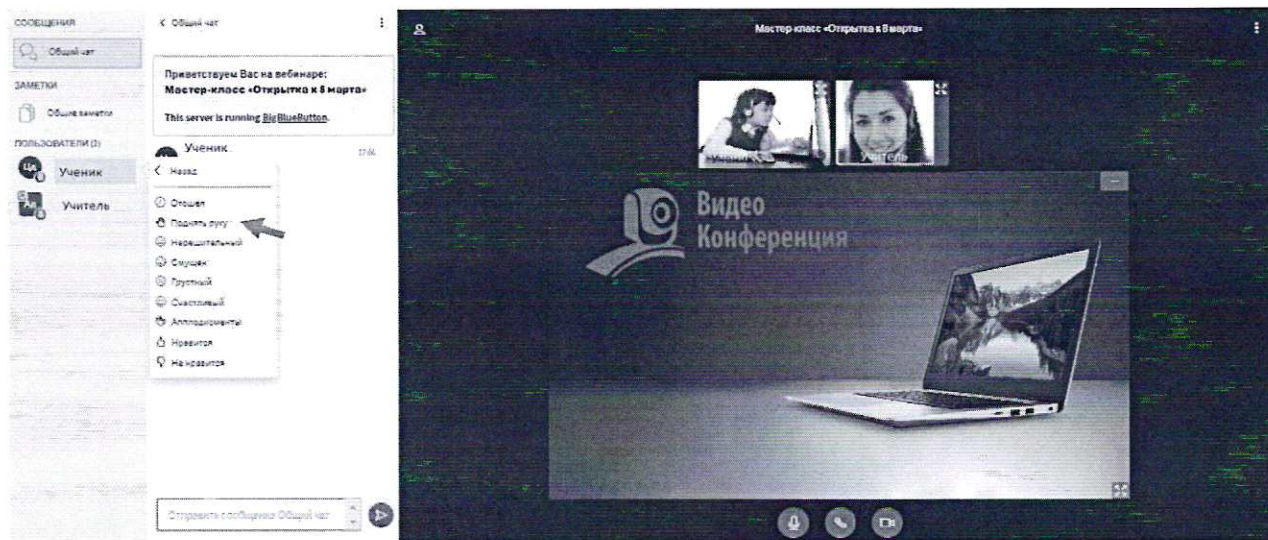 СООБЩЕНИЯ
Общий чат
ЗАМЕТКИ
Общие заметки
ПОЛЬЗОВАТЕЛИ (2)
Ученик
Учитель
Общий чат
Приветствуем Вас на вебинаре:
Мастер-класс «Открытка к 8 марта»
This server is running BigBlueButton.
Ученик
Назад
Отошел
Поднять руку
Нерешительный
Смущен
Грустный
Счастливый
Аплодисменты
Нравится
Не нравится
Отправить сообщение Общий чат
Мастер-класс «Открытка к 8 марта»
Ученик
Учитель
Видео
Конференция